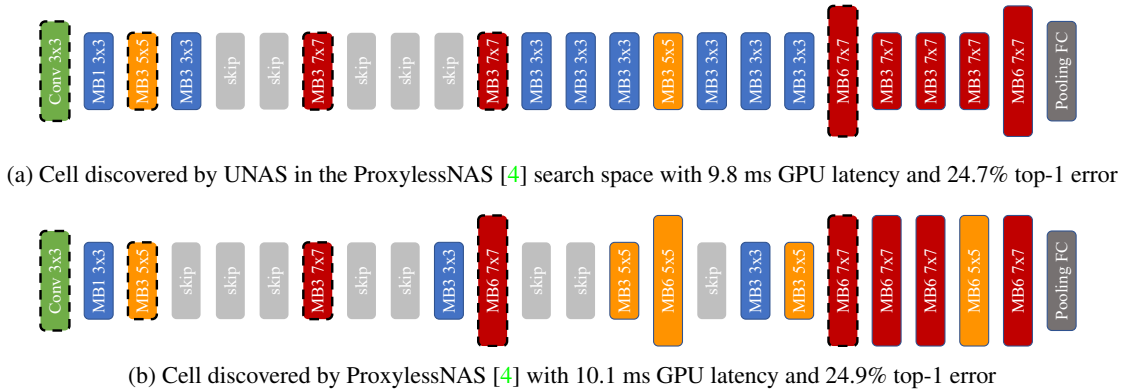 Conv 3x3
MB1 3x3
MB3 5x5
MB3 3x3
skip
skip
MB3 7x7
skip
skip
skip
MB3 7x7
MB3 3x3
MB3 3x3
MB3 3x3
MB3 5x5
MB3 3x3
MB3 3x3
MB3 3x3
MB6 7x7
MB3 7x7
MB3 7x7
MB3 7x7
MB6 7x7
Pooling FC
(a) Cell discovered by UNAS in the ProxylessNAS [4] search space with 9.8 ms GPU latency and 24.7% top-1 error
Conv 3x3
MB1 3x3
MB3 5x5
skip
skip
skip
MB3 7x7
skip
skip
MB3 3x3
MB6 7x7
skip
skip
MB3 5x5
MB6 5x5
skip
MB3 3x3
MB3 5x5
MB6 7x7
MB6 7x7
MB6 7x7
MB6 5x5
MB6 7x7
Pooling FC
(b) Cell discovered by ProxylessNAS [4] with 10.1 ms GPU latency and 24.9% top-1 error